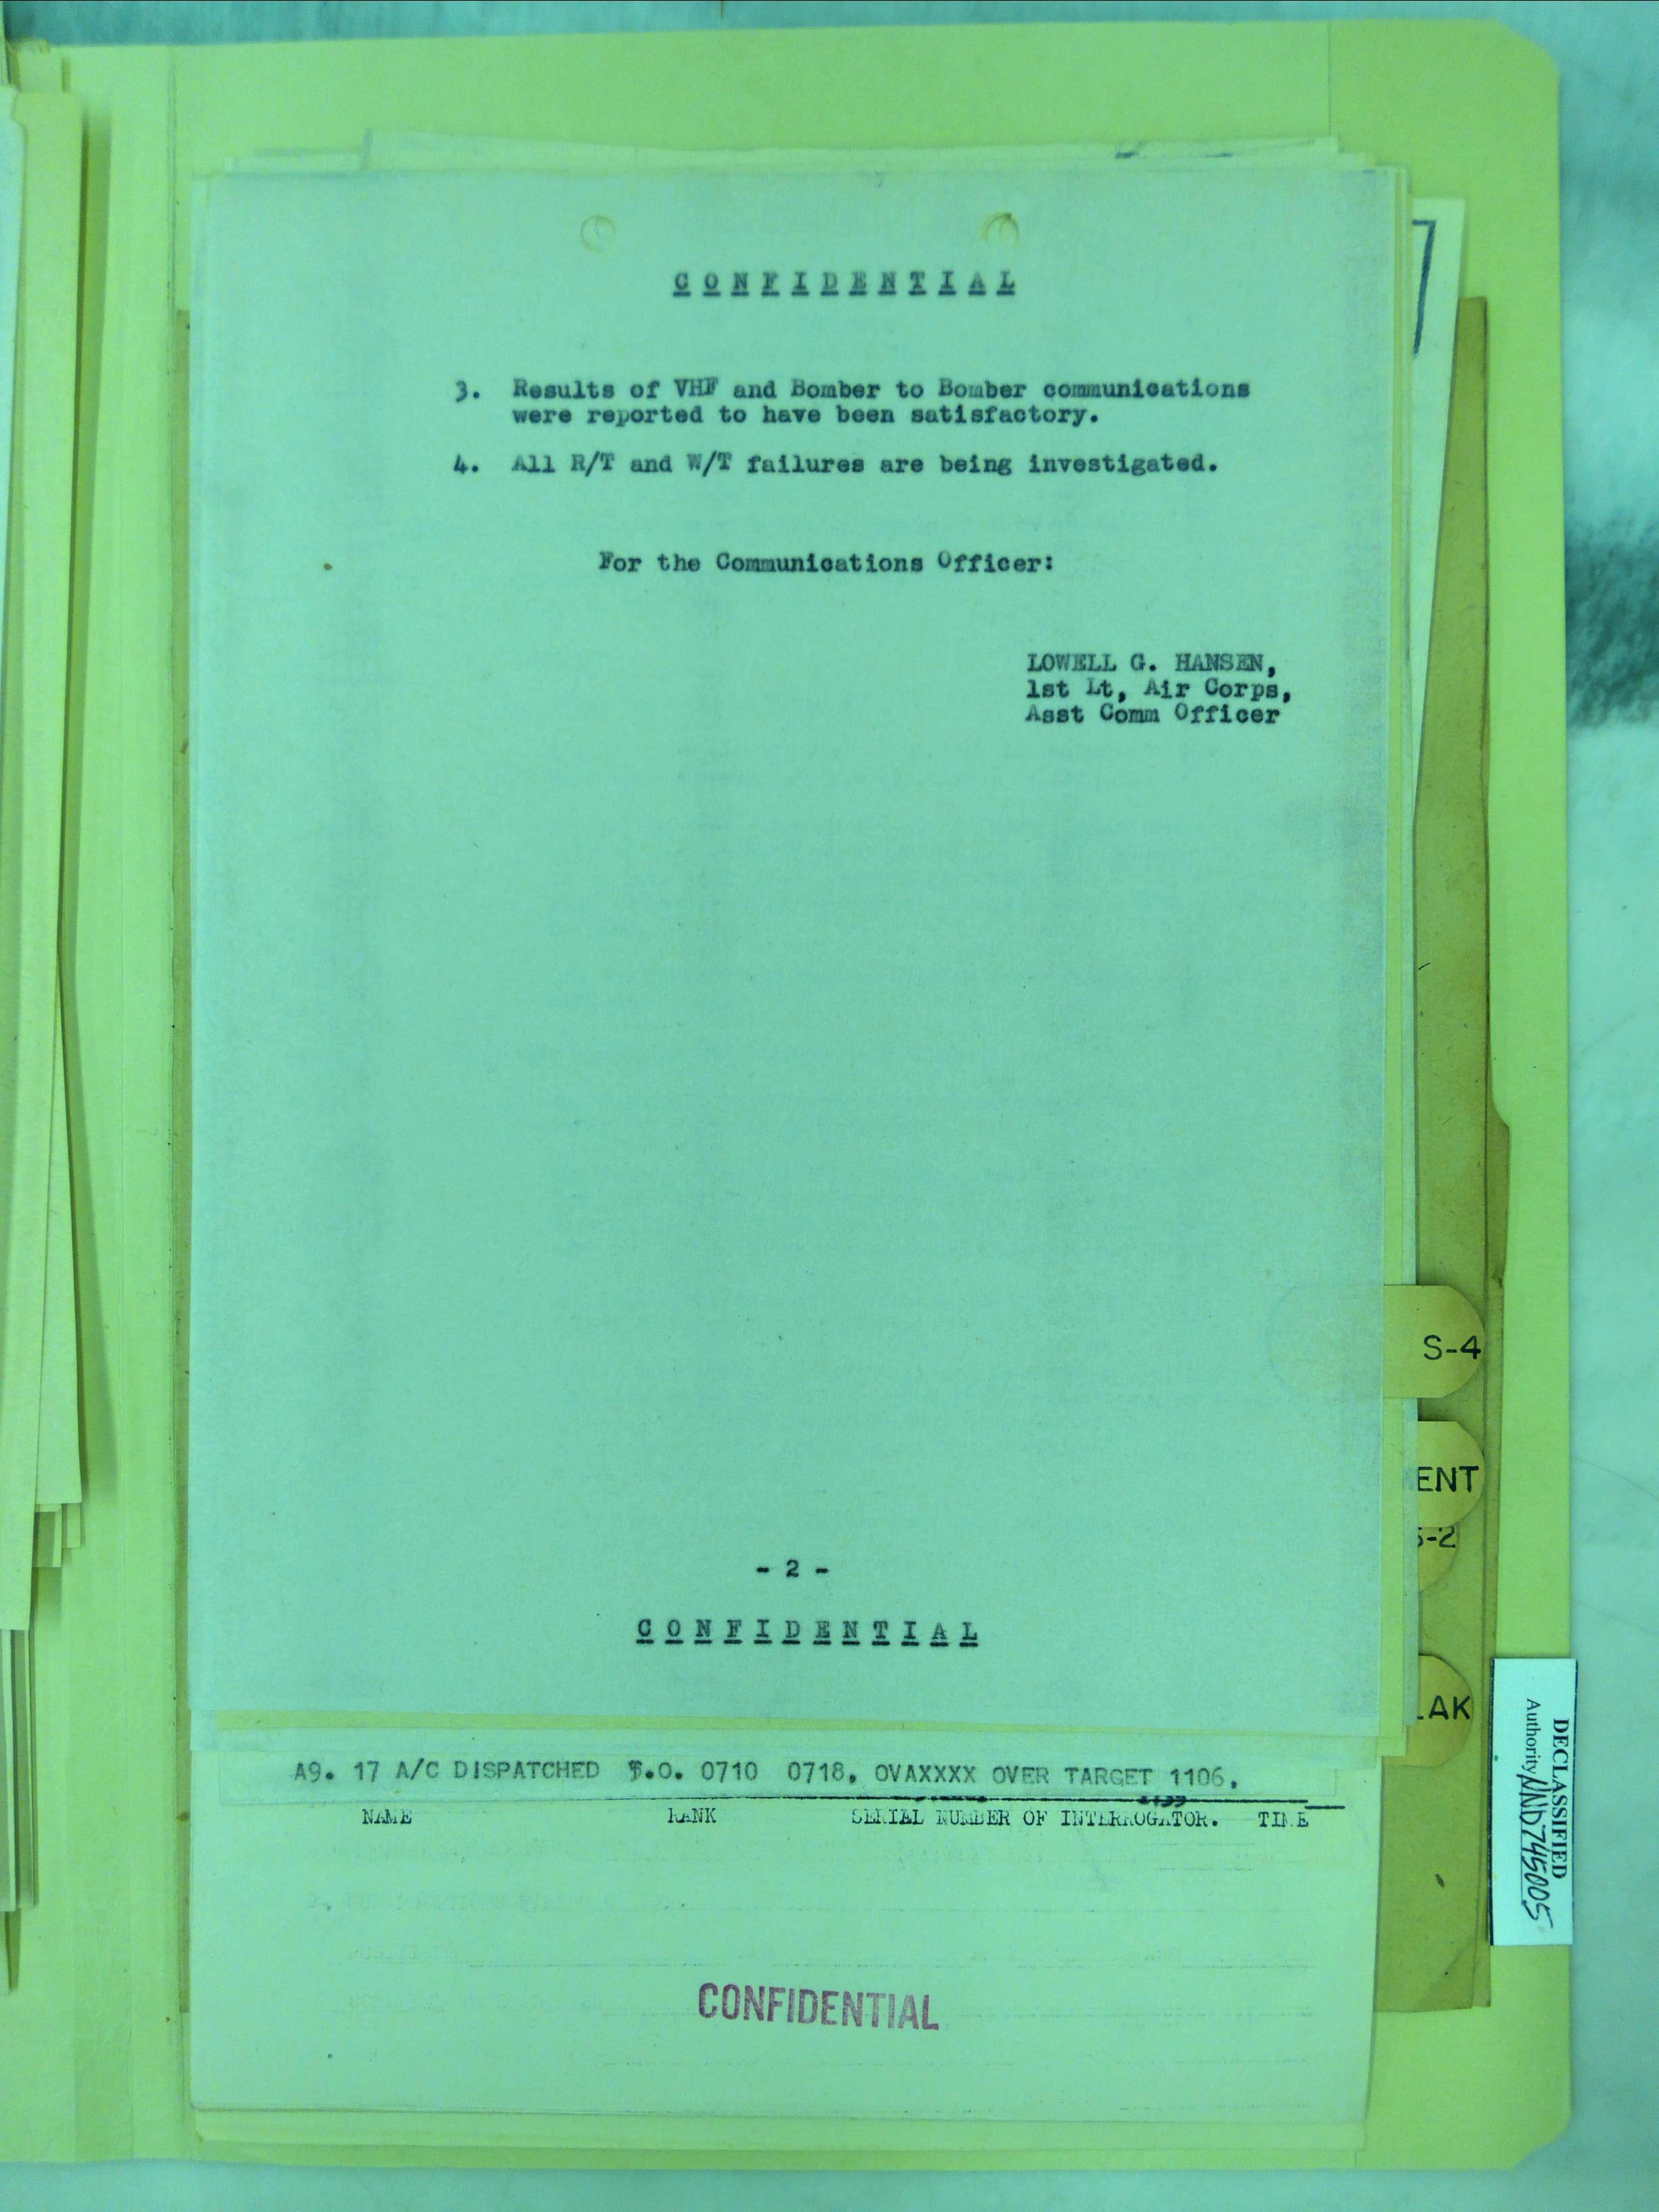 CONFIDENTIAL
3. Results of VHF and Bomber to Bomber communications
were reported to have been satisfactory.
4. All R/T and W/T failures are being investigated.
For the Communications Officer:
LOWELL G. HANSEN,
1st Lt, Air Corps,
Asst Comm Officer
S-4
ENT
S-2
LAK
- 2 -
CONFIDENTIAL
A9. 17 A/C DISPATCHED T.O. 0710 0718. OVAXXXX OVER TARGET 1106.
NAME RANK SERIAL NUMBER OF INTERROGATOR. TIME
CONFIDENTIAL
DECLASSIFIED
Authority NND745005